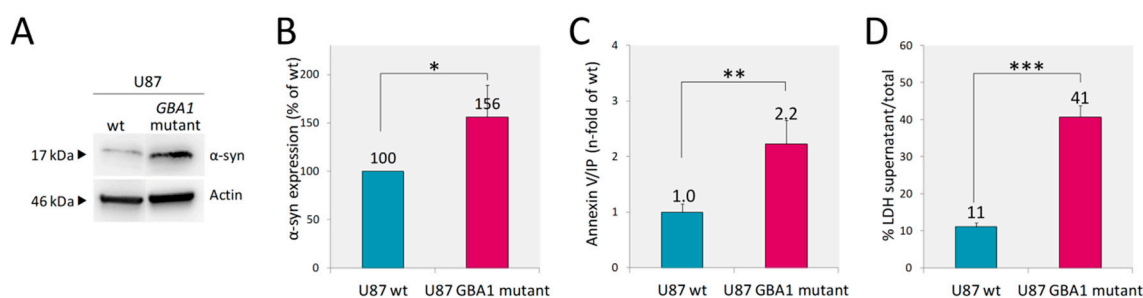 A
U87
wt
GBA1
mutant
17 kDa
α-syn
46 kDa
Actin
B
α-syn expression (% of wt)
200
150
100
50
0
*
100
156
U87 wt
U87 GBA1 mutant
C
Annexin V/IP (n-fold of wt)
4
3
2
1
0
**
1.0
2.2
U87 wt
U87 GBA1 mutant
D
% LDH supernatant/total
60
50
40
30
20
10
0
***
11
41
U87 wt
U87 GBA1 mutant